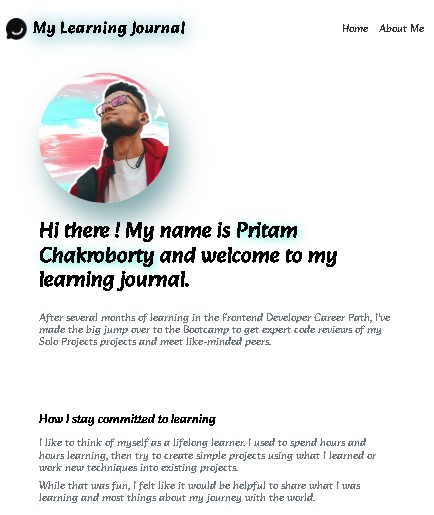 My Learning Journal
Home About Me
Hi there ! My name is Pritam
Chakroborty and welcome to my
learning journal.
After several months of learning in the Frontend Developer Career Path, I've
made the big jump over to the Bootcamp to get expert code reviews of my
Solo Projects projects and meet like-minded peers.
How I stay committed to learning
I like to think of myself as a lifelong learner. I used to spend hours and
hours learning, then try to create simple projects using what I learned or
work new techniques into existing projects.
While that was fun, I felt like it would be helpful to share what I was
learning and most things about my journey with the world.